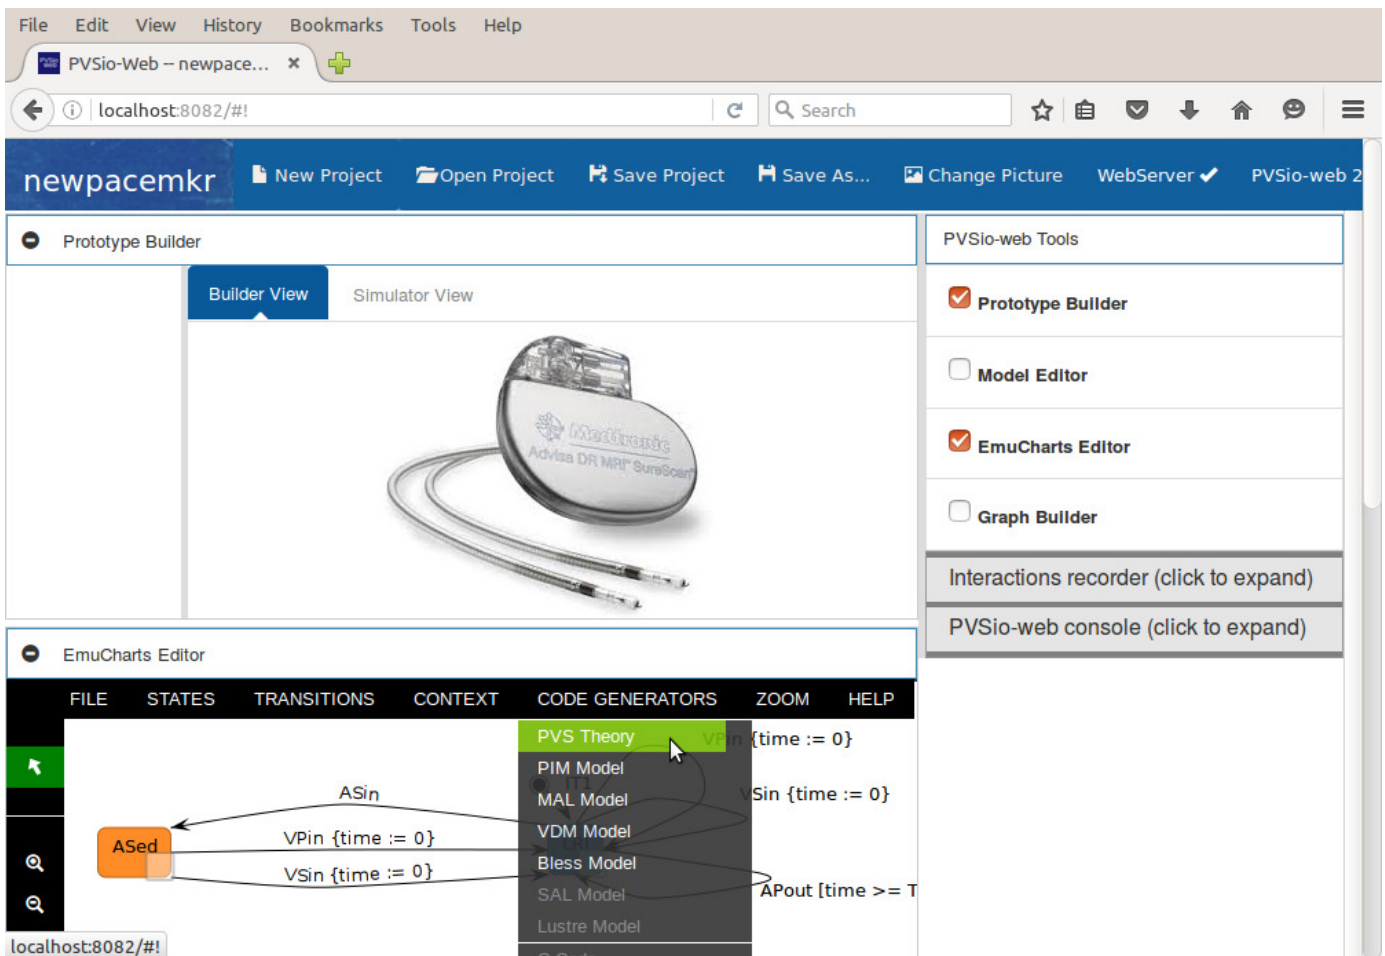 File Edit View History Bookmarks Tools Help
PVSio-Web -- newpace...
localhost:8082/#!
Search
newpacemkr
New Project Open Project Save Project Save As... Change Picture WebServer PVSio-web 2
Prototype Builder
PVSio-web Tools
Builder View Simulator View
Prototype Builder
Model Editor
EmuCharts Editor
Graph Builder
Interactions recorder (click to expand)
PVSio-web console (click to expand)
Medtronic
Advisa DR MRI™ SureScan®
EmuCharts Editor
FILE STATES TRANSITIONS CONTEXT CODE GENERATORS ZOOM HELP
PVS Theory
PIM Model
MAL Model
VDM Model
Bless Model
SAL Model
Lustre Model
VPin {time := 0}
IT1
VSin {time := 0}
ASin
ASed
VPin {time := 0}
VSin {time := 0}
APout [time >= T
localhost:8082/#!